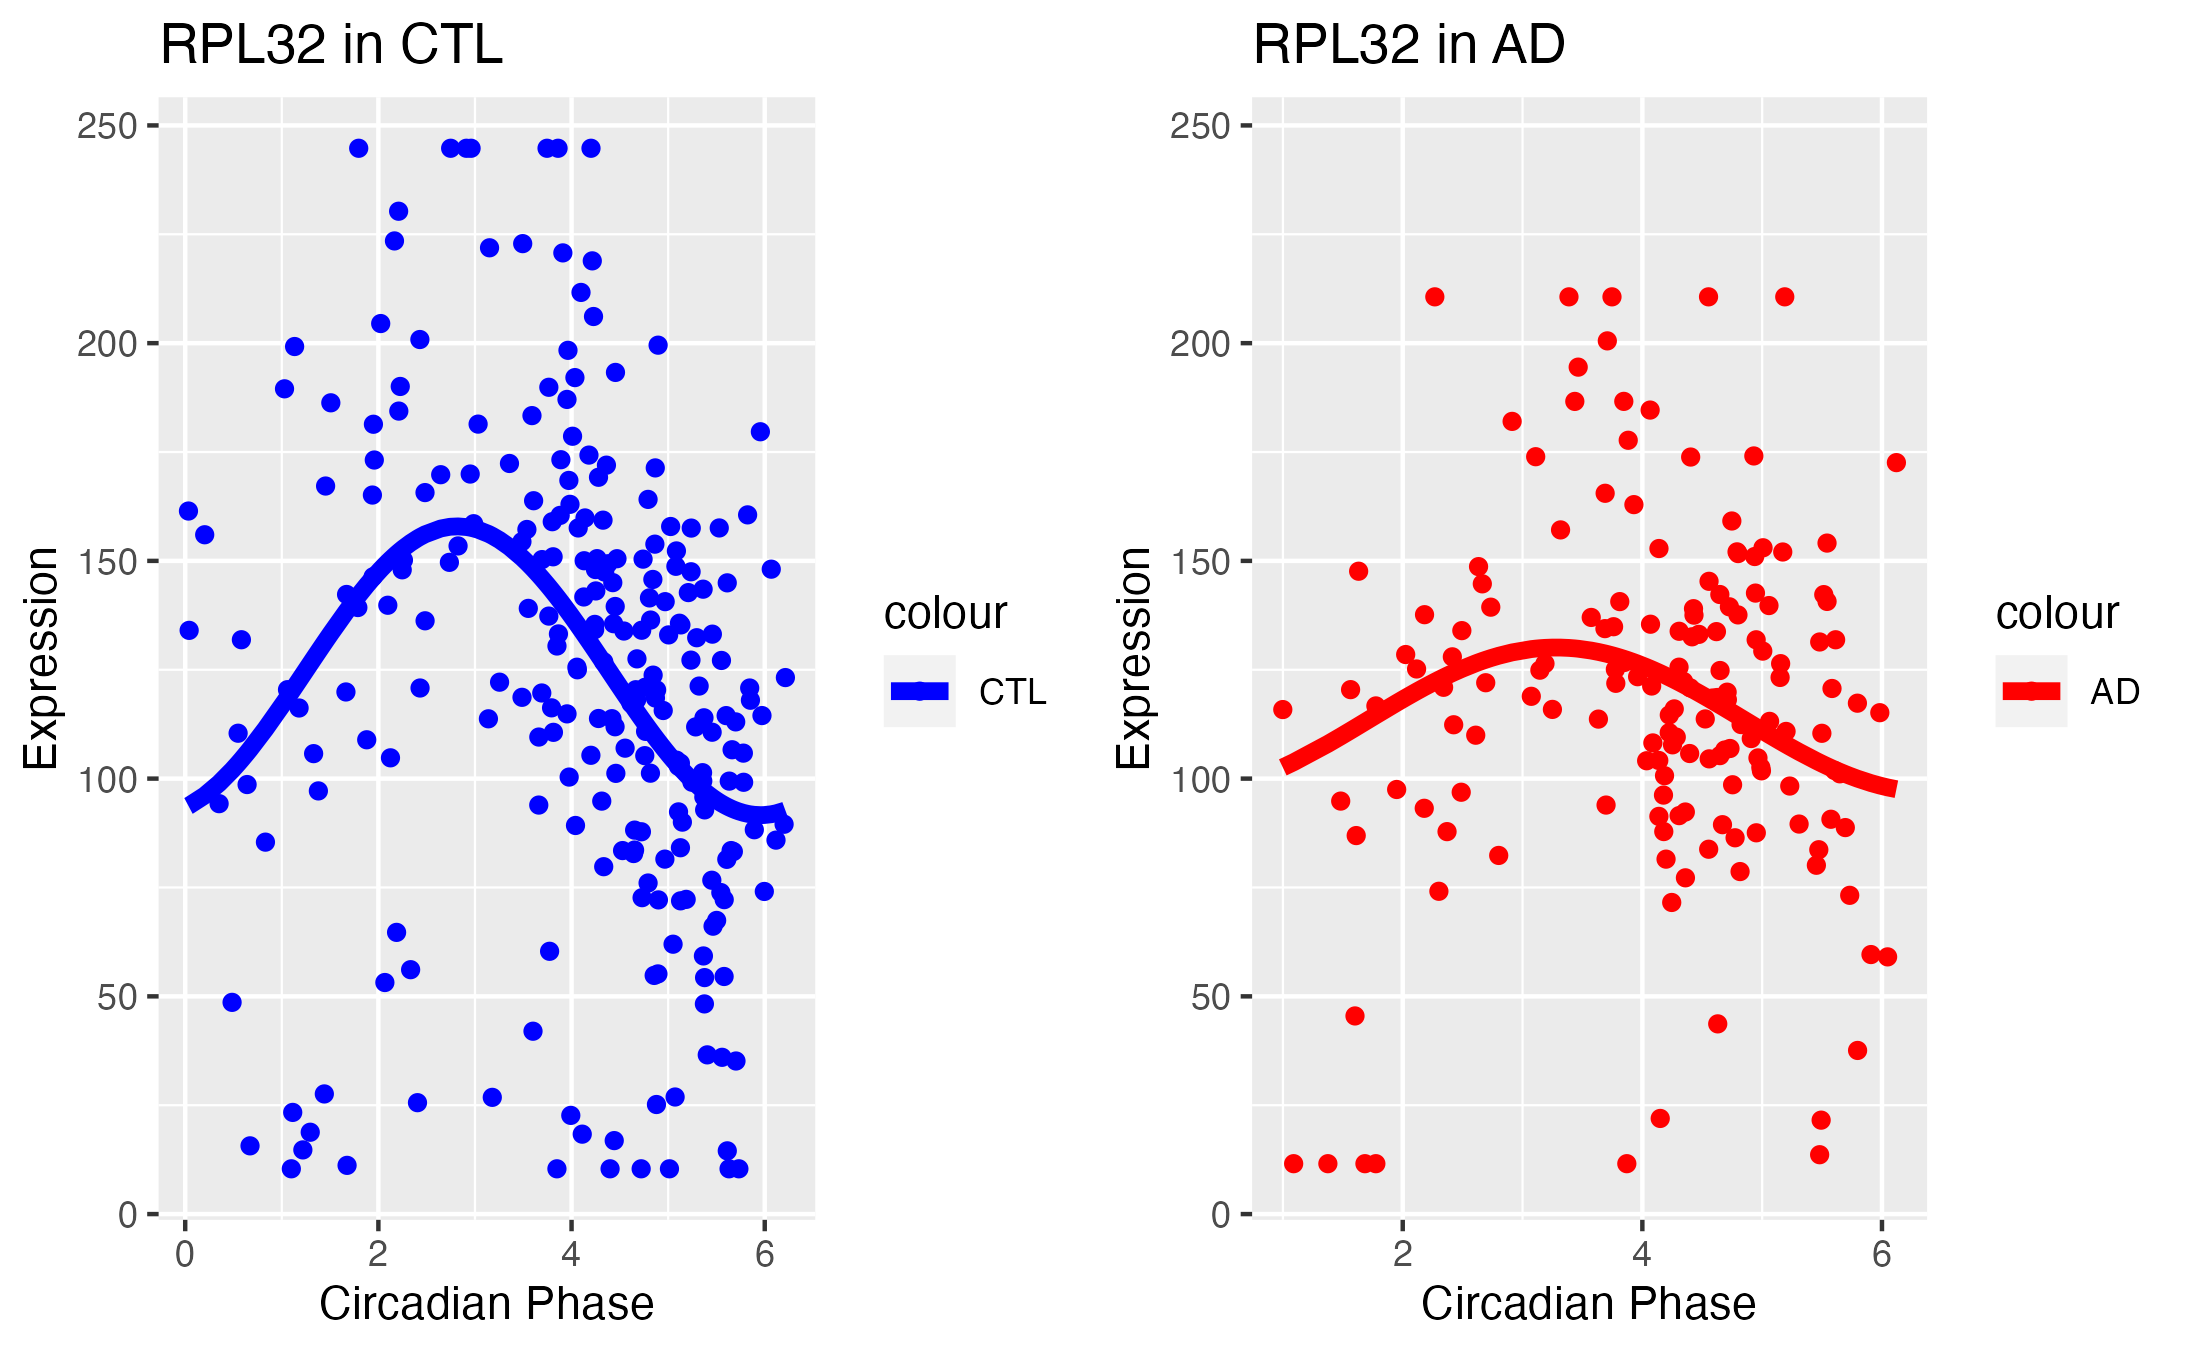 RPL32 in CTL
250
200
150
100
50
0
0 2 4 6
Circadian Phase
Expression
colour
CTL
RPL32 in AD
250
200
150
100
50
0
2 4 6
Circadian Phase
Expression
colour
AD